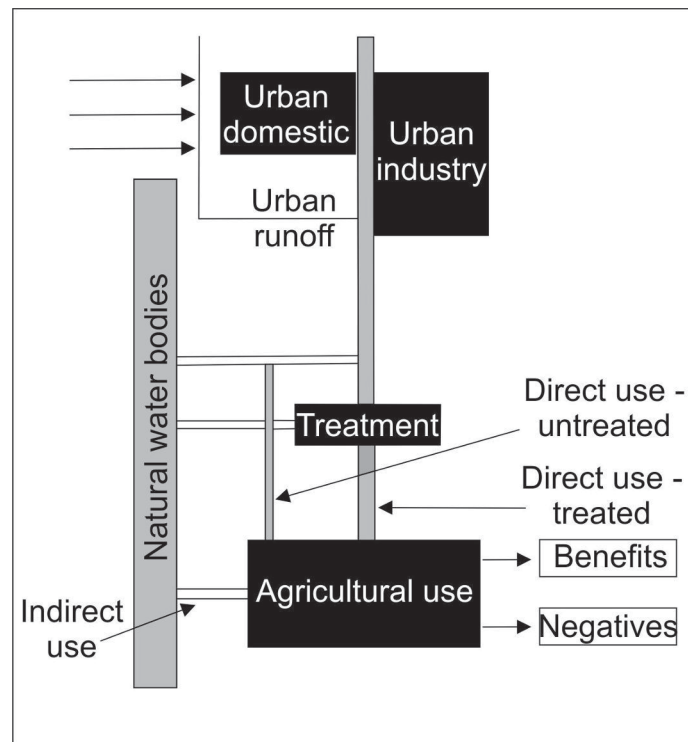 Urban
domestic
Urban
industry
Urban
runoff
Natural water bodies
Direct use -
untreated
Treatment
Direct use -
treated
Agricultural use
Benefits
Indirect
use
Negatives